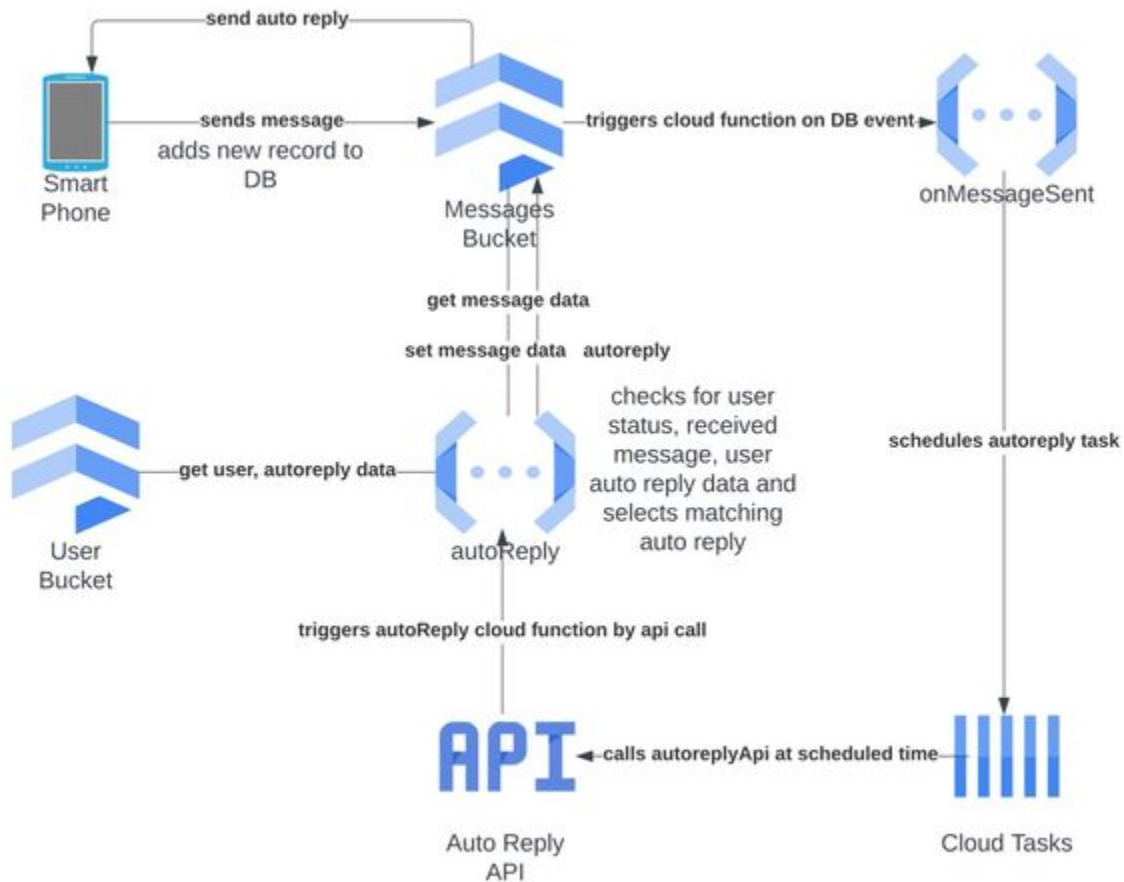 send auto reply
sends message
adds new record to
DB
Smart
Phone
Messages
Bucket
triggers cloud function on DB event
onMessageSent
get message data
set message data autoreply
checks for user
status, received
message, user
auto reply data and
selects matching
auto reply
schedules autoreply task
get user, autoreply data
User
Bucket
autoReply
triggers autoReply cloud function by api call
API
calls autoreplyApi at scheduled time
Auto Reply
API
Cloud Tasks